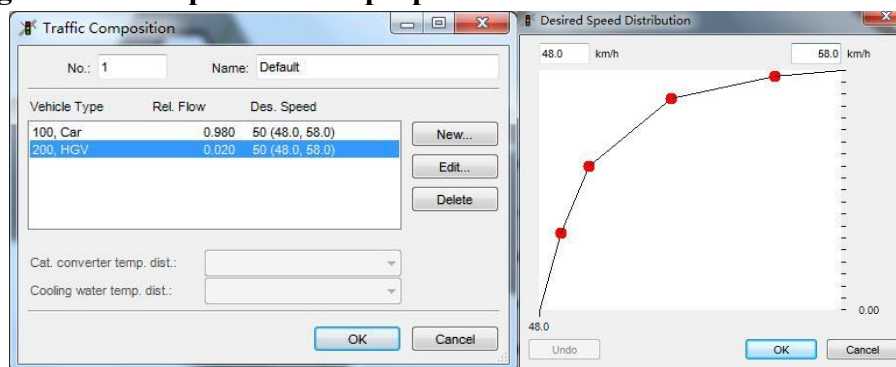 Traffic Composition
No.: 1 Name: Default
Vehicle Type Rel. Flow Des. Speed
100, Car 0.980 50 (48.0, 58.0)
200, HGV 0.020 50 (48.0, 58.0)
New...
Edit...
Delete
Cat. converter temp. dist.:
Cooling water temp. dist.:
OK Cancel
Desired Speed Distribution
48.0 km/h 58.0 km/h
0.00
48.0
Undo OK Cancel